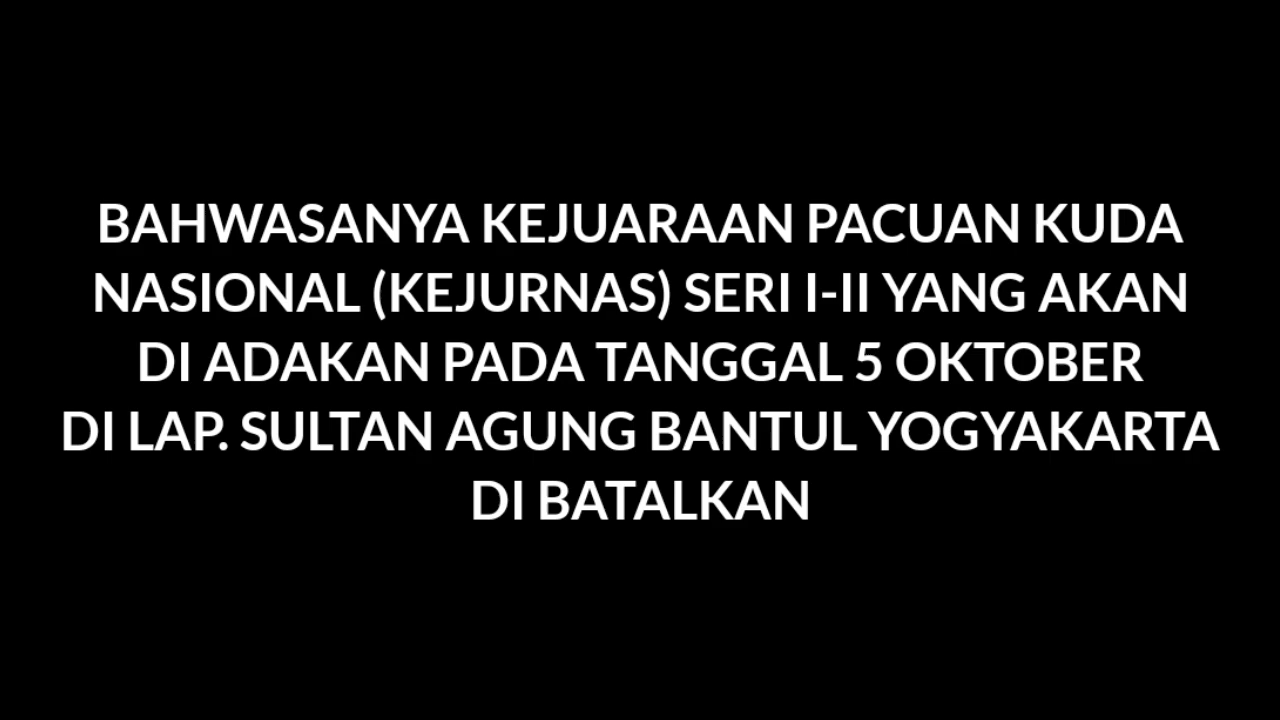 BAHWASANYA KEJUARAAN PACUAN KUDA
NASIONAL (KEJURNAS) SERI I-II YANG AKAN
DI ADAKAN PADA TANGGAL 5 OKTOBER
DI LAP. SULTAN AGUNG BANTUL YOGYAKARTA
DI BATALKAN